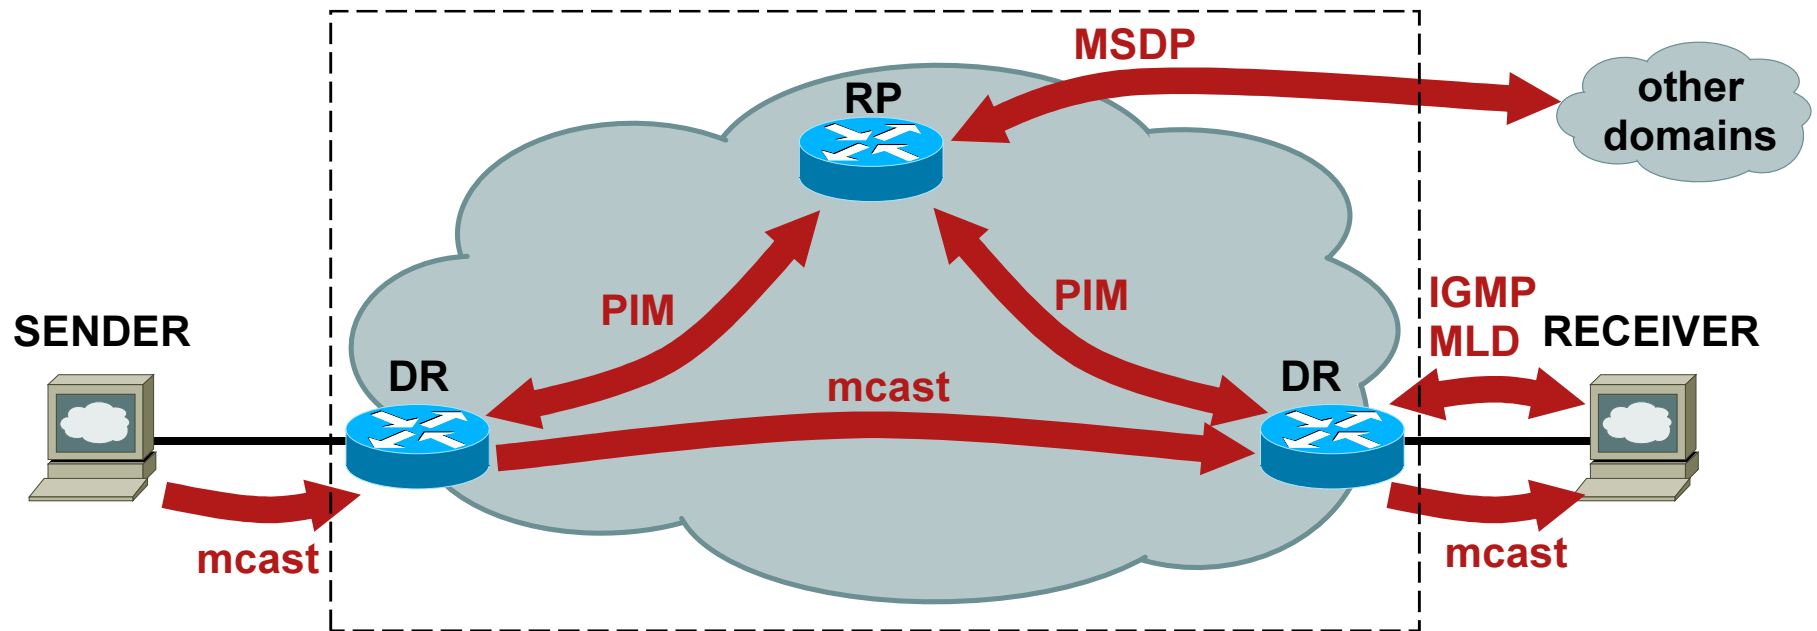 MSDP
RP
other
domains
PIM
PIM
IGMP
MLD
SENDER
RECEIVER
DR
mcast
DR
mcast
mcast